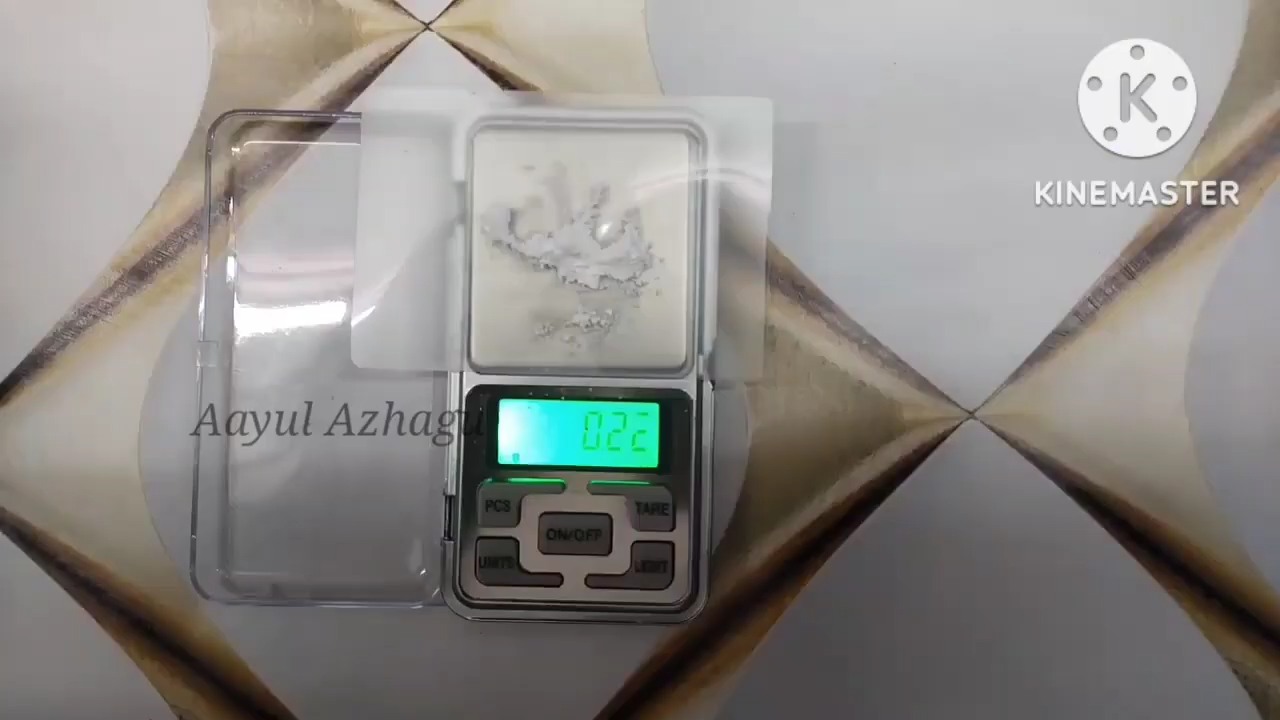 K
KINEMASTER
Aayul Azhagu
022
PCS
TARE
ON/OFF
UNITS
LIGHT